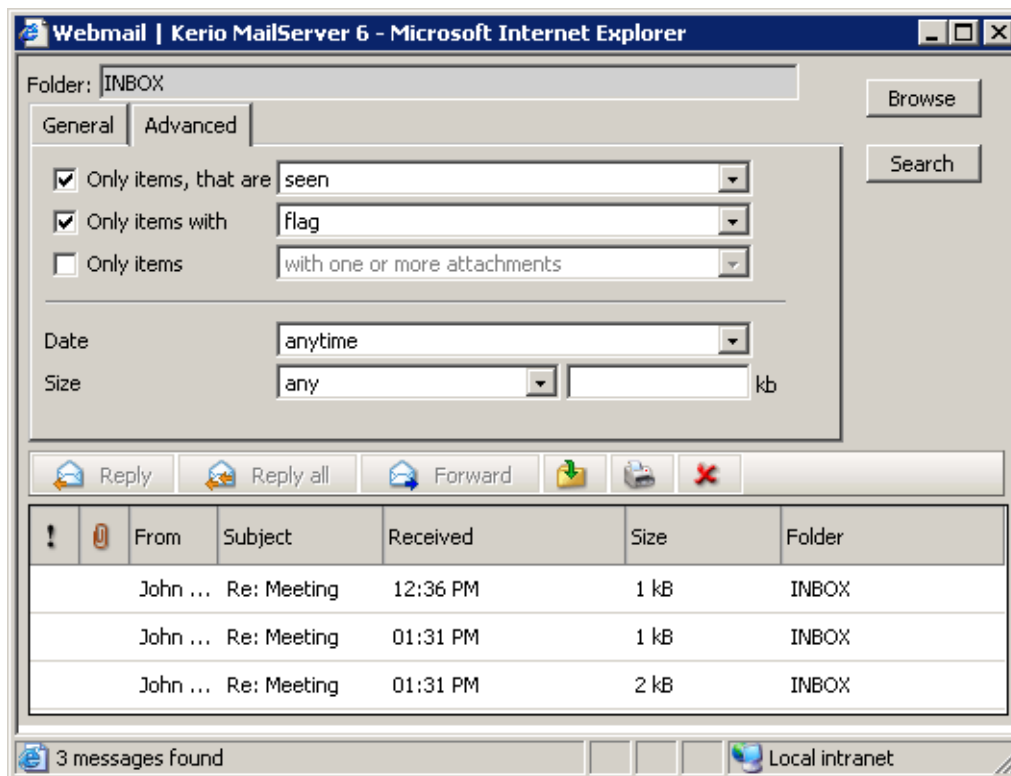 Webmail | Kerio MailServer 6 - Microsoft Internet Explorer
Folder: INBOX
Browse
General Advanced
Search
Only items, that are seen
Only items with flag
Only items with one or more attachments
Date anytime
Size any kb
Reply Reply all Forward
! From Subject Received Size Folder
John ... Re: Meeting 12:36 PM 1 kB INBOX
John ... Re: Meeting 01:31 PM 1 kB INBOX
John ... Re: Meeting 01:31 PM 2 kB INBOX
3 messages found Local intranet